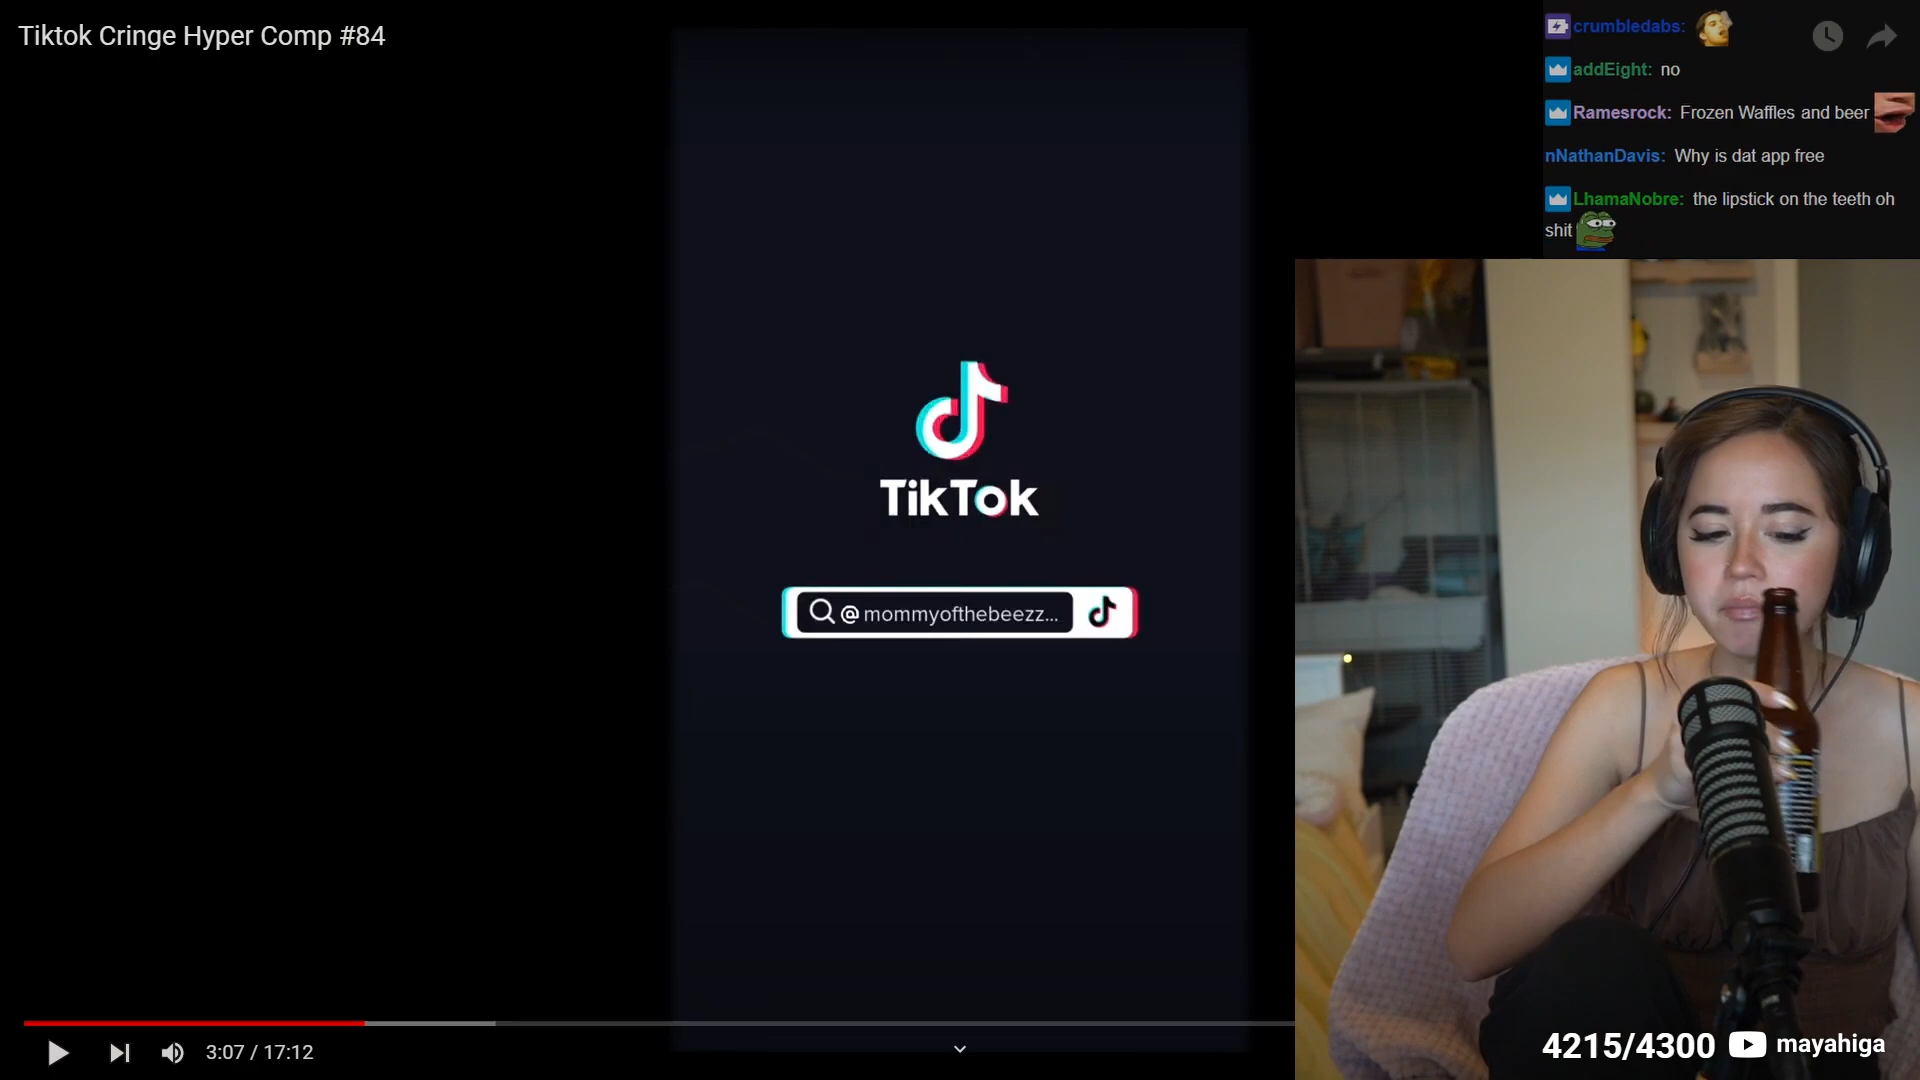 Tiktok Cringe Hyper Comp #84
crumbledabs:
addEight: no
Ramesrock: Frozen Waffles and beer
nNathanDavis: Why is dat app free
LhamaNobre: the lipstick on the teeth oh
shit
TikTok
@mommyofthebeezz...
3:07 / 17:12
4215/4300 mayahiga